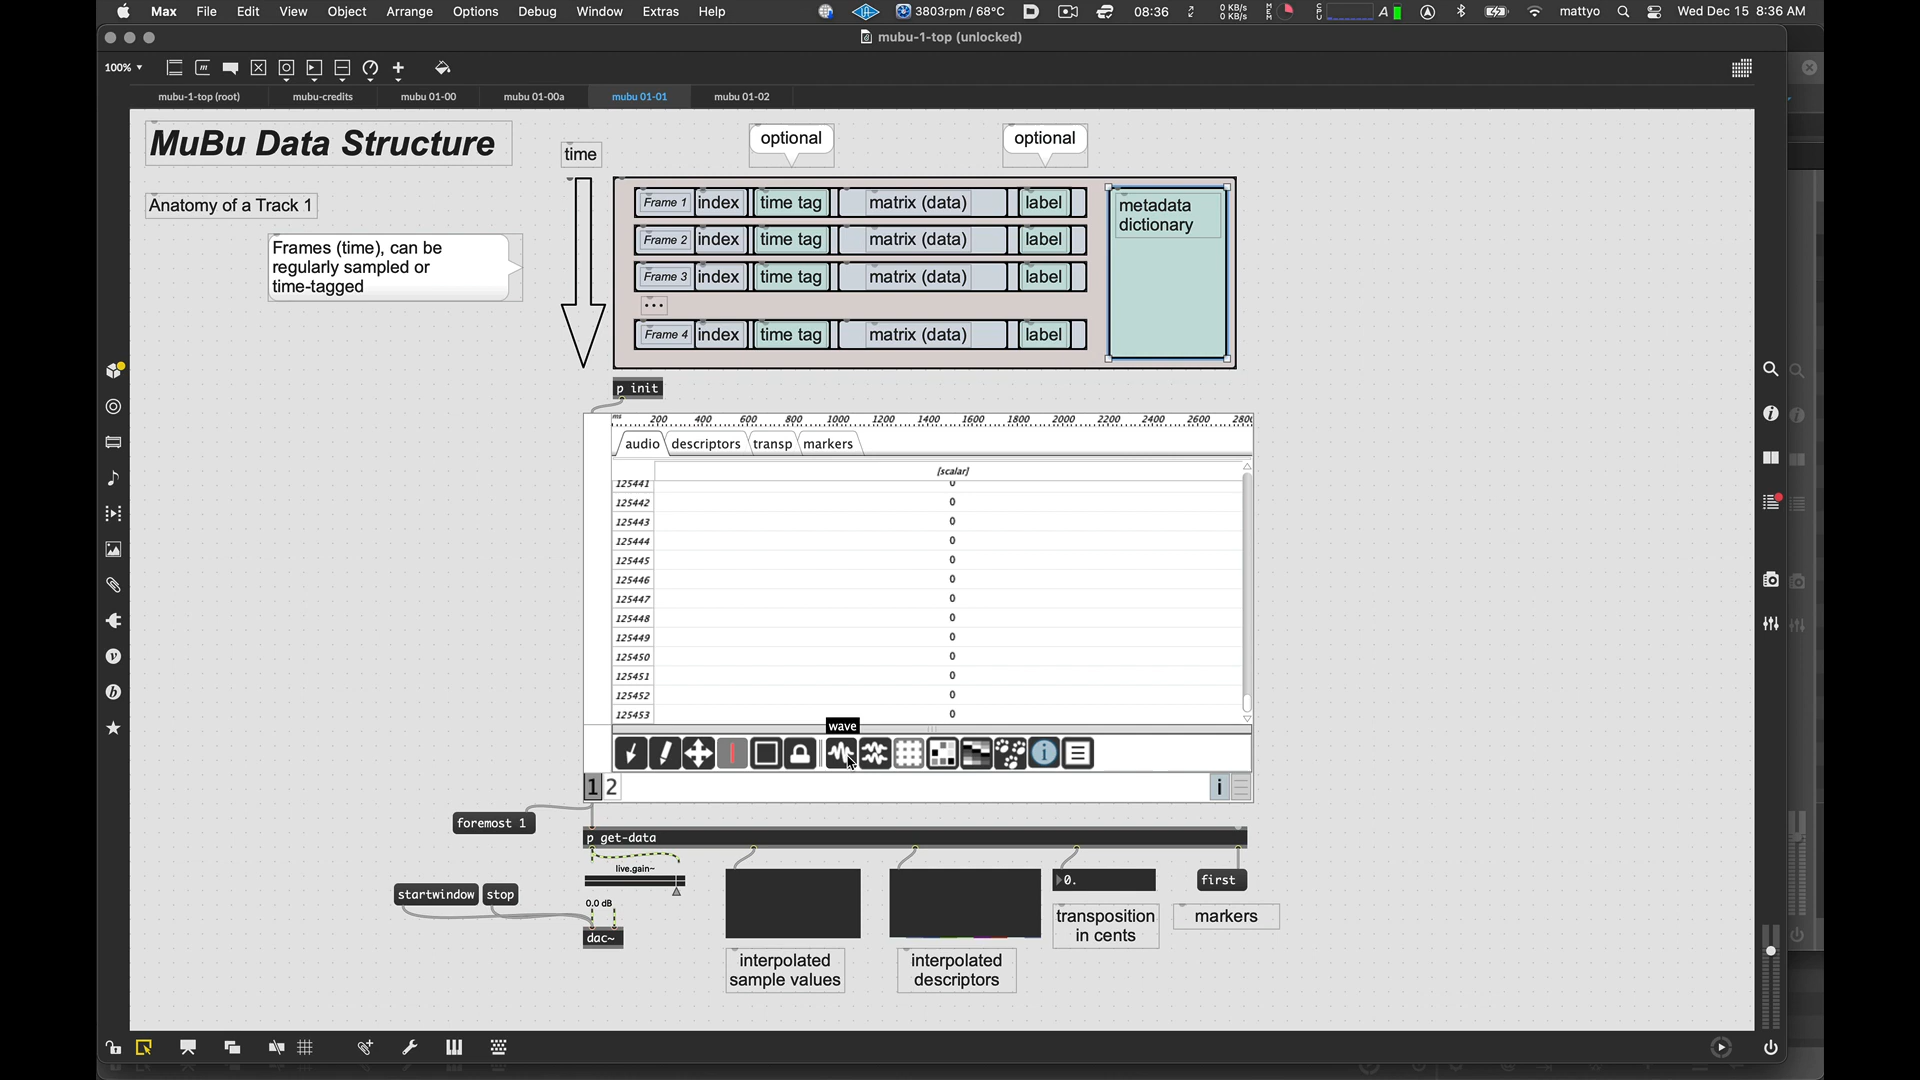 Max File Edit View Object Arrange Options Debug Window Extras Help 3803rpm / 68°C 08:36 0 KB/s 0 KB/s mattyo Wed Dec 15 8:36 AM
mubu-1-top (unlocked)
100%
mubu-1-top (root) mubu-credits mubu 01-00 mubu 01-00a mubu 01-01 mubu 01-02
MuBu Data Structure
time
optional
optional
Anatomy of a Track 1
Frames (time), can be
regularly sampled or
time-tagged
Frame 1 index time tag matrix (data) label
Frame 2 index time tag matrix (data) label
Frame 3 index time tag matrix (data) label
...
Frame 4 index time tag matrix (data) label
metadata
dictionary
p init
ms 200 400 600 800 1000 1200 1400 1600 1800 2000 2200 2400 2600 2800
audio descriptors transp markers
[scalar]
125441 0
125442 0
125443 0
125444 0
125445 0
125446 0
125447 0
125448 0
125449 0
125450 0
125451 0
125452 0
125453 0
wave
1 2 i
foremost 1
p get-data
live.gain~
0.0 dB
startwindow stop
dac~
0.
first
interpolated
sample values
interpolated
descriptors
transposition
in cents
markers